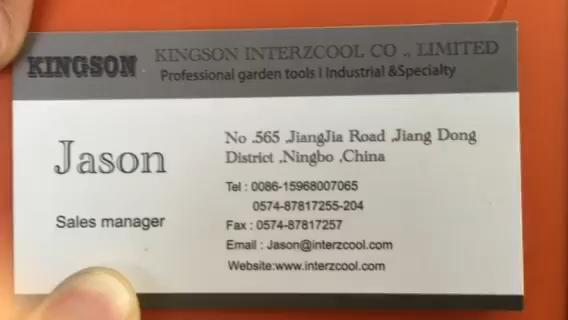 KINGSON
KINGSON INTERZCOOL CO ., LIMITED
Professional garden tools I Industrial &Specialty
Jason
Sales manager
No .565 ,JiangJia Road ,Jiang Dong
District ,Ningbo ,China
Tel : 0086-15968007065
0574-87817255-204
Fax : 0574-87817257
Email : Jason@interzcool.com
Website:www.interzcool.com